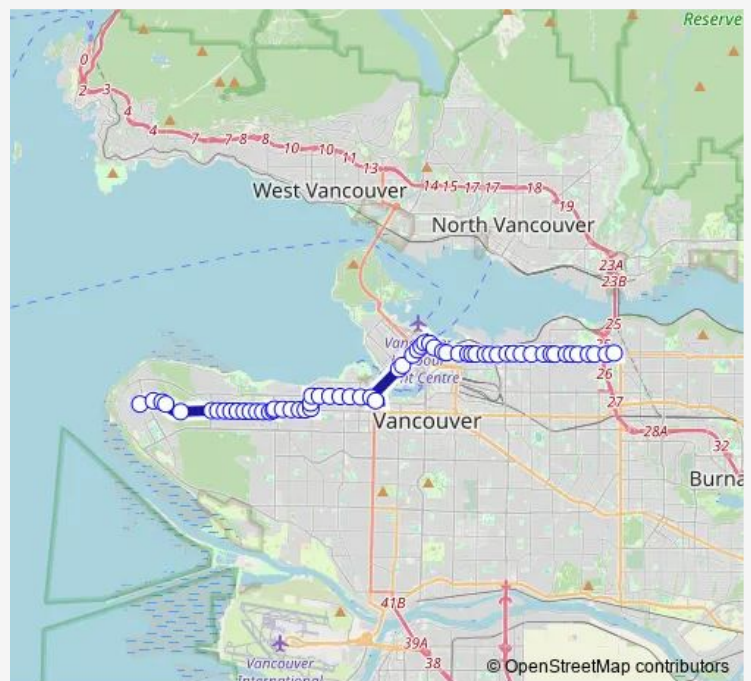 Reserve
0
2
3
4
4
7
7
8
8
10
10
11
13
14
15
17
17
18
19
West Vancouver
North Vancouver
23A
23B
25
26
27
28A
32
Vancouver
Burna
41B
39A
38
Vancouver
International
© OpenStreetMap contributors